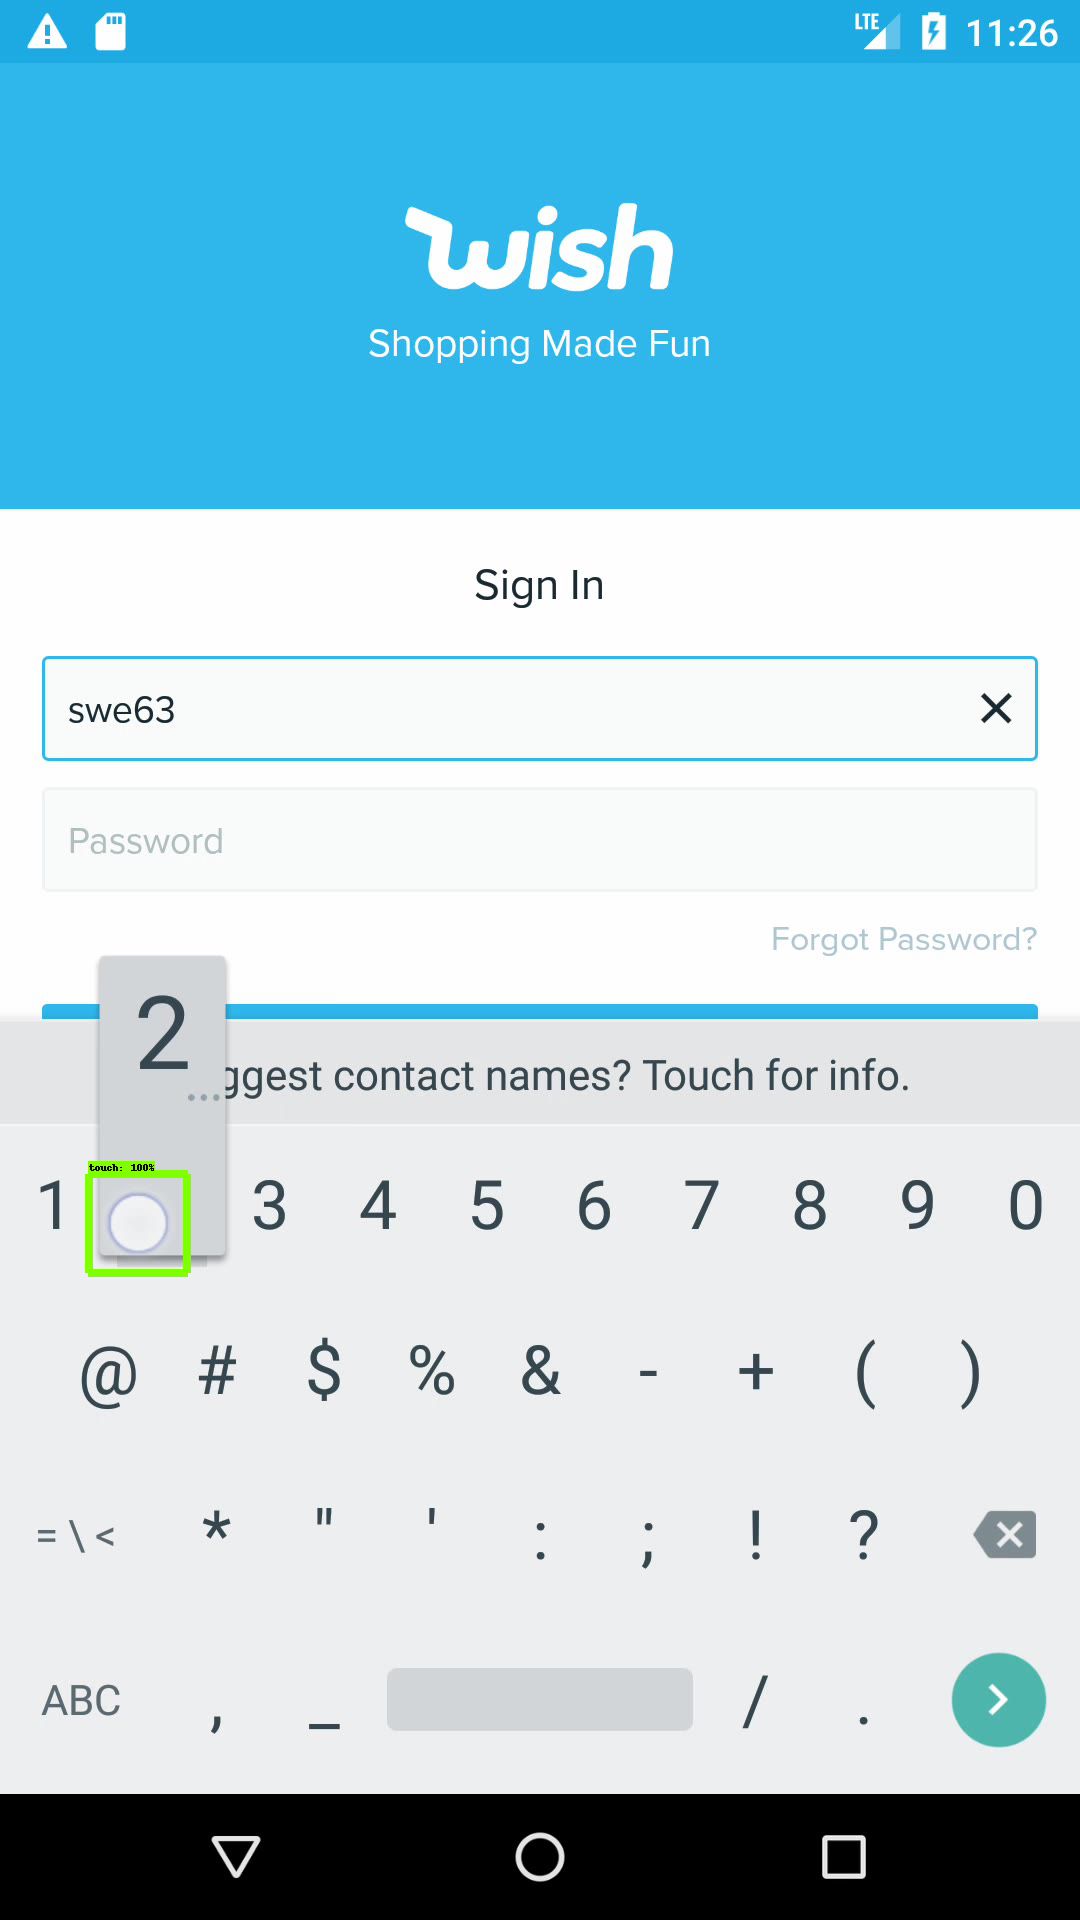 LTE 11:26
wish
Shopping Made Fun
Sign In
swe63
Password
Forgot Password?
2
ggest contact names? Touch for info.
touch: 100%
1 3 4 5 6 7 8 9 0
@ # $ % & - + ( )
= \ < * " ' : ; ! ?
ABC , _ / .